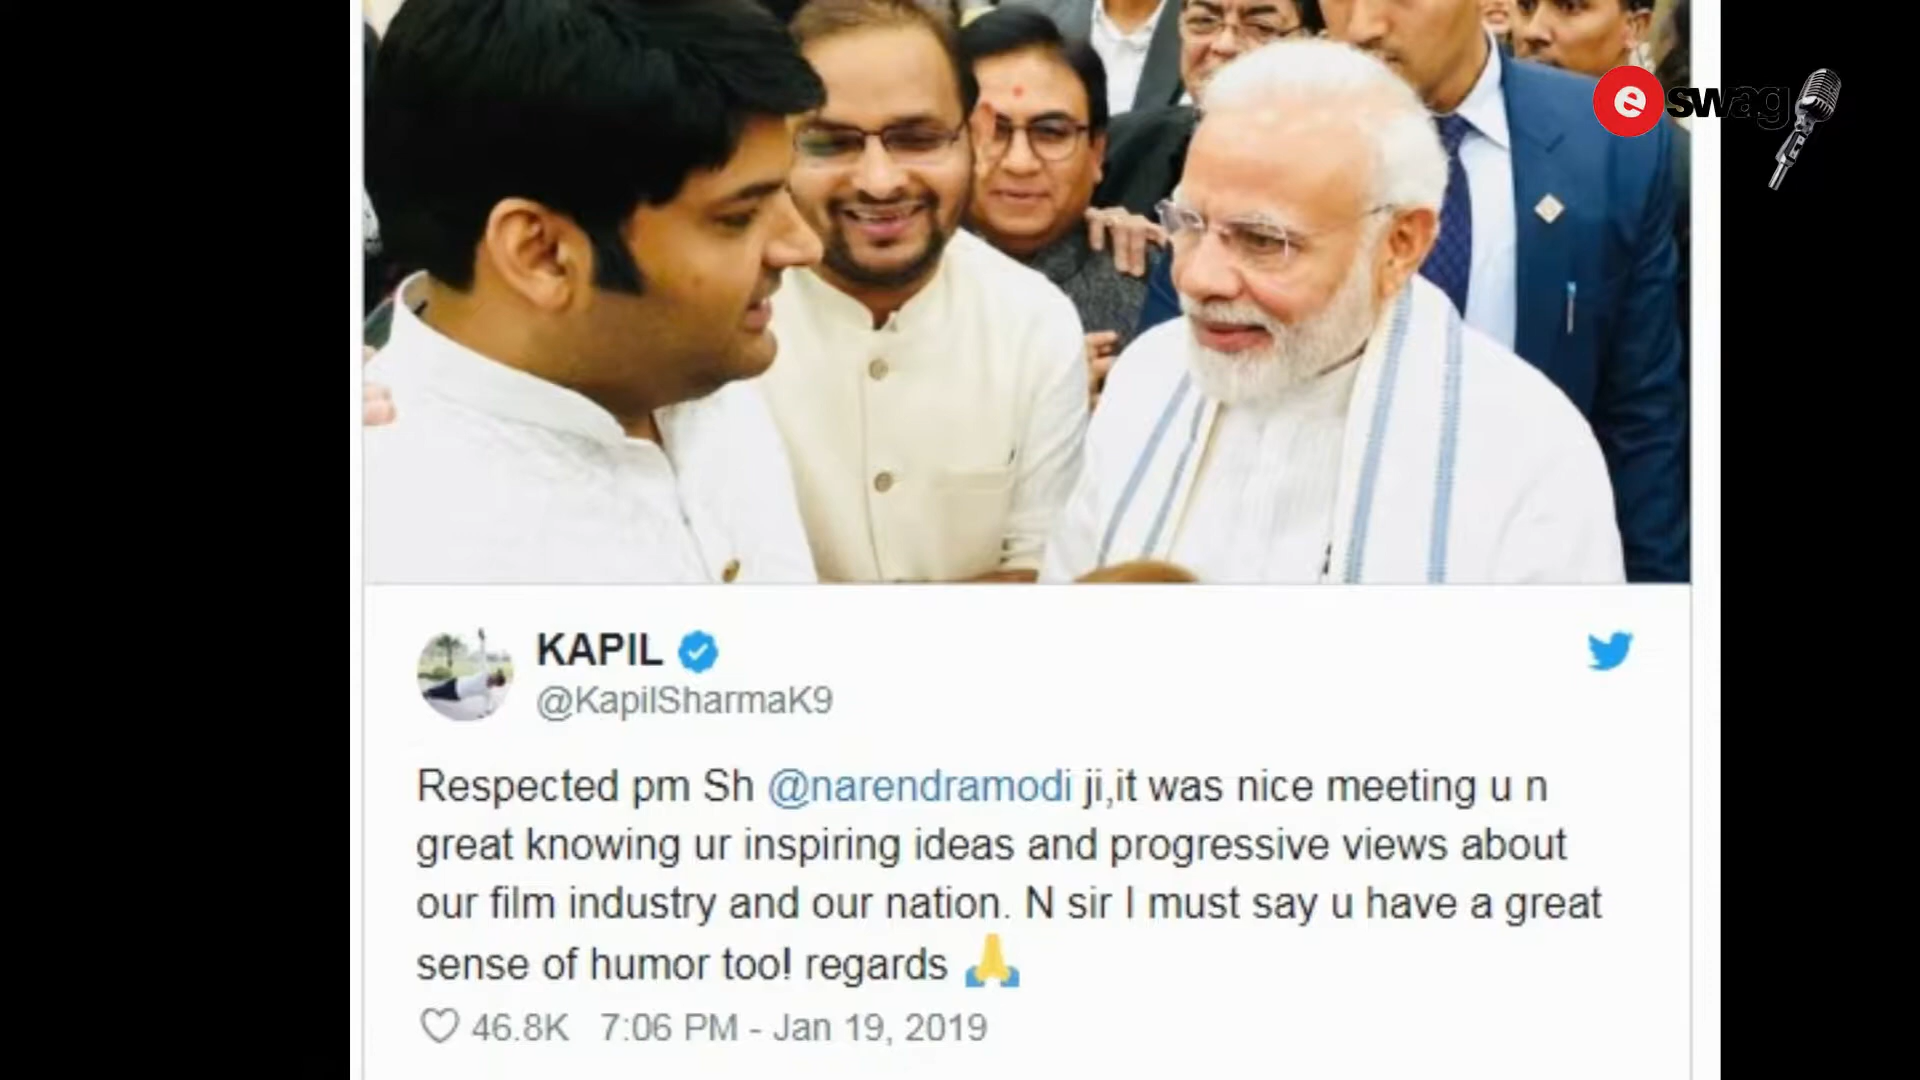 e swag
KAPIL
@KapilSharmaK9
Respected pm Sh @narendramodi ji,it was nice meeting u n
great knowing ur inspiring ideas and progressive views about
our film industry and our nation. N sir I must say u have a great
sense of humor too! regards 🙏
46.8K 7:06 PM - Jan 19, 2019